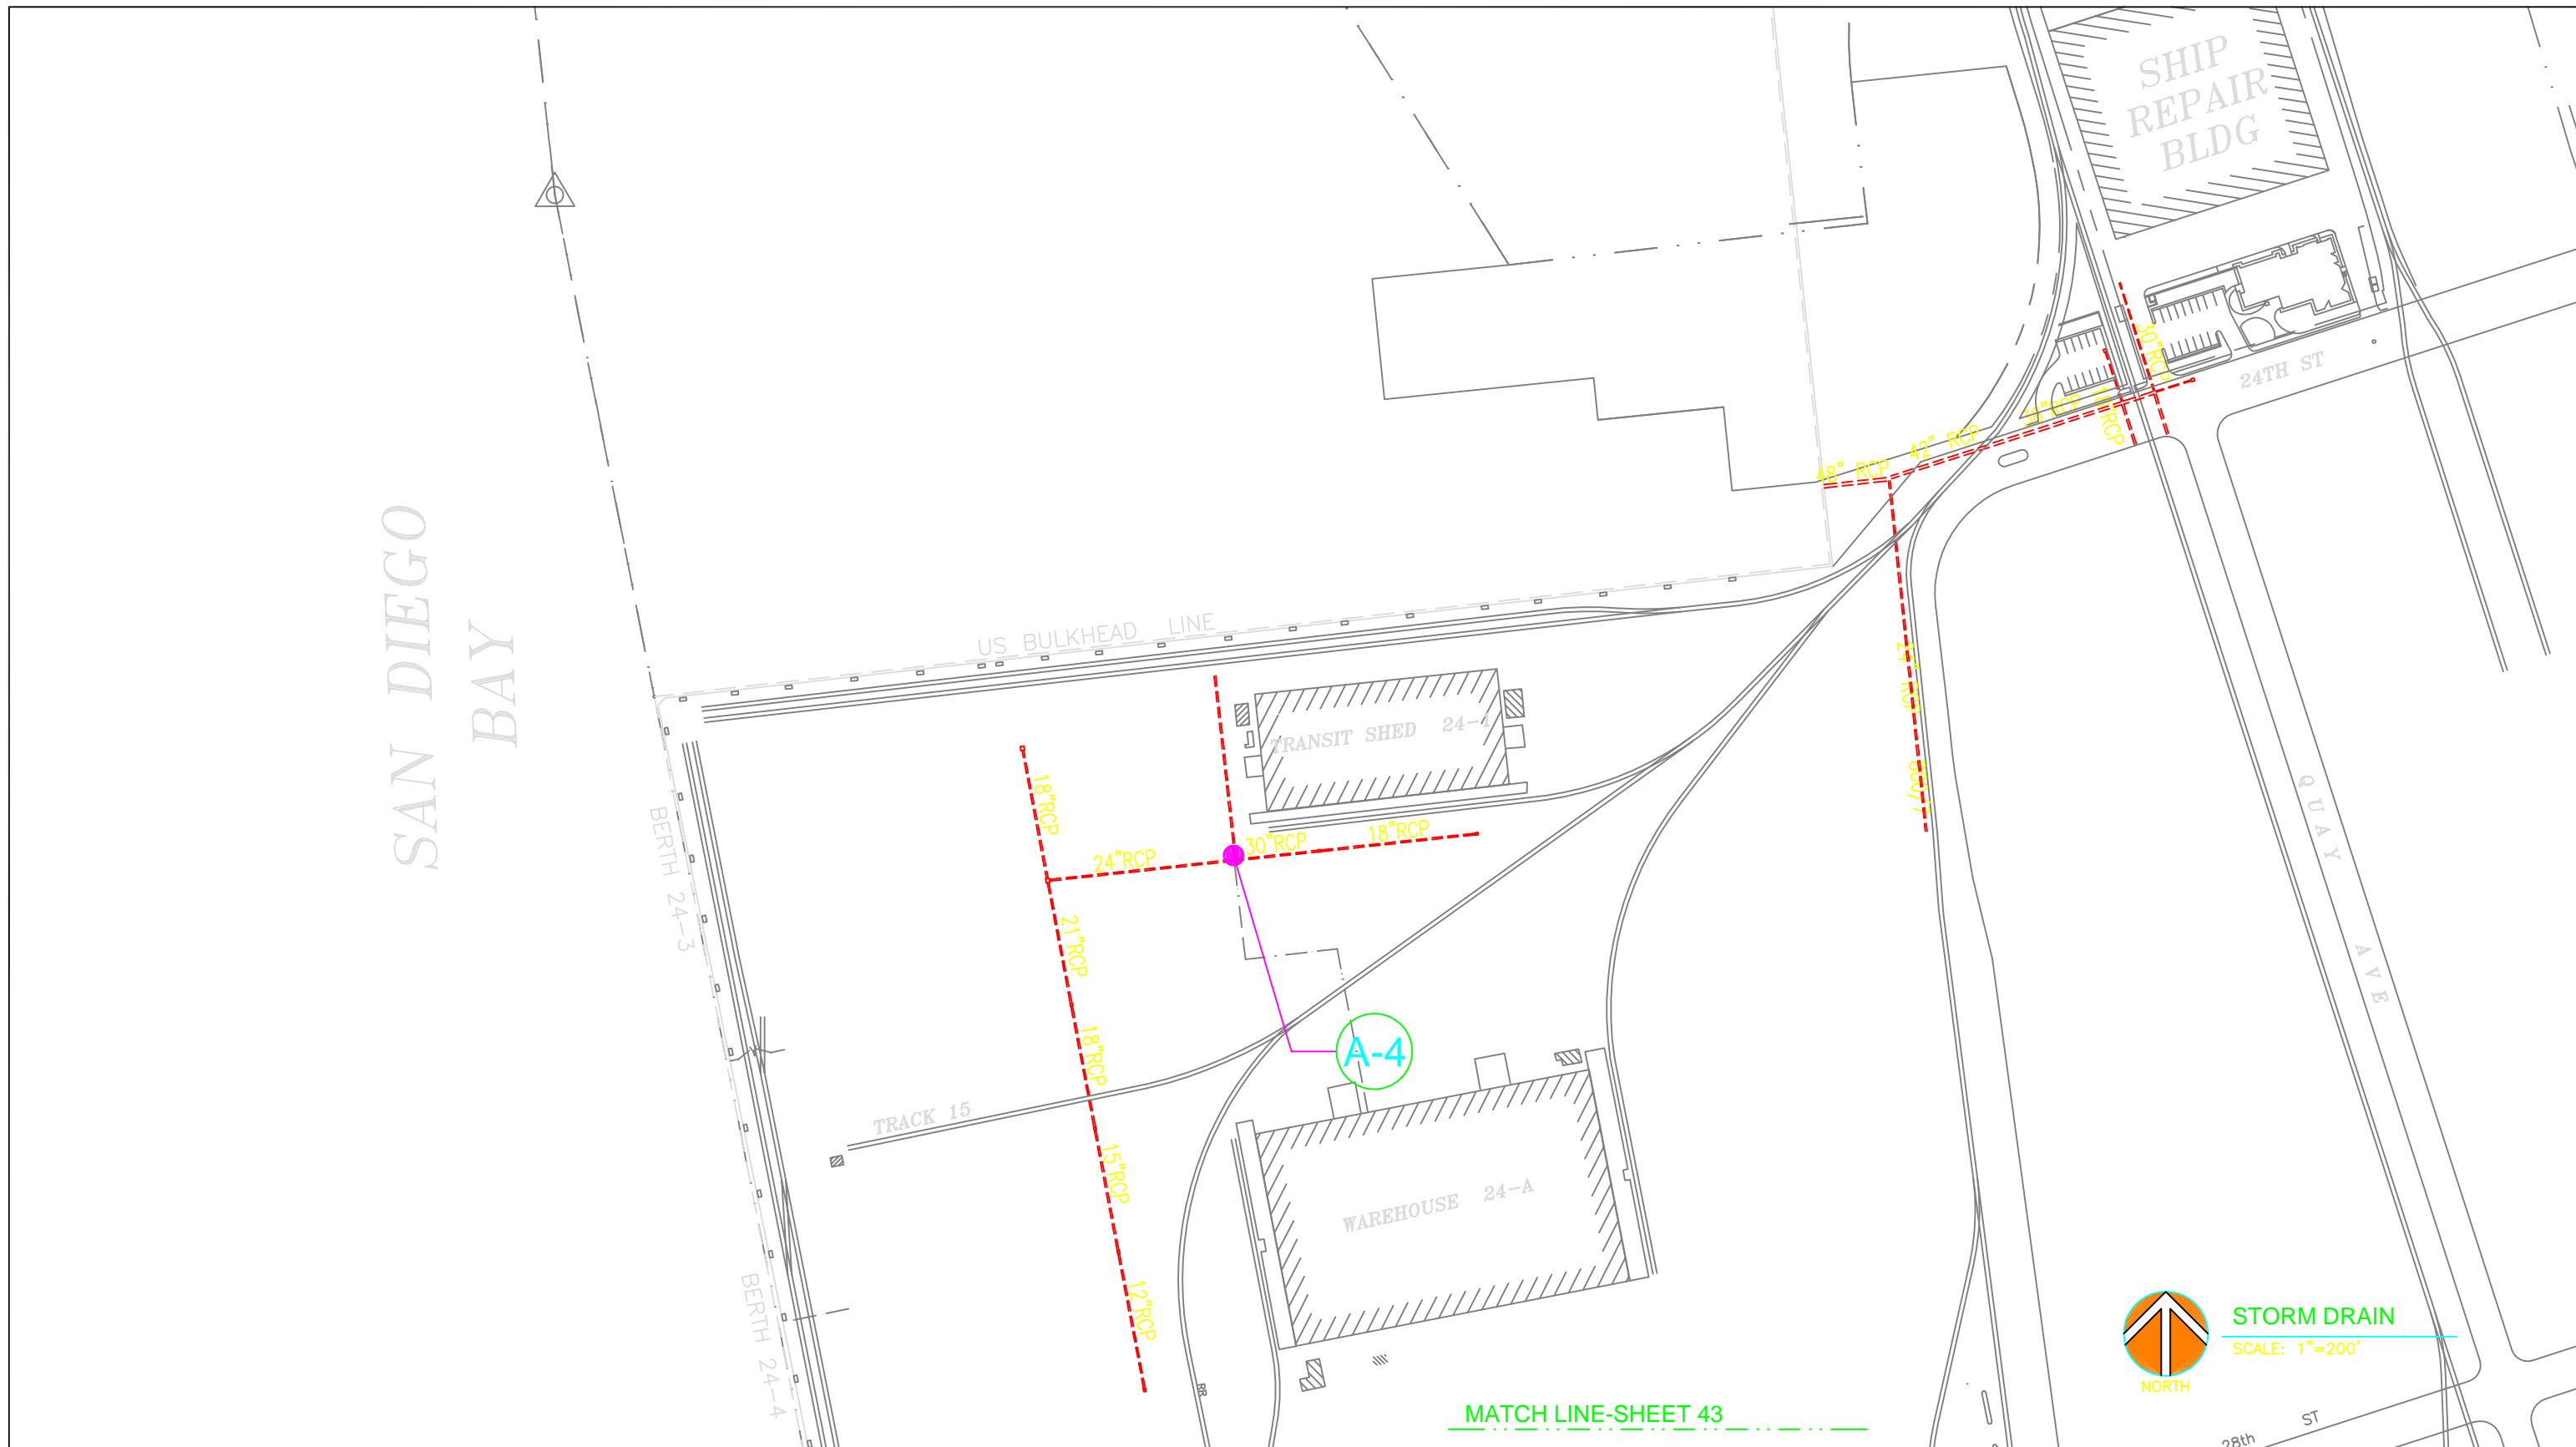 SHIP
REPAIR
BLDG
30"RCP
24TH ST
42" RCP
48" RCP
SAN DIEGO
BAY
US BULKHEAD LINE
TRANSIT SHED 24-1
18"RCP
24"RCP
30"RCP
18"RCP
BERTH 24-3
21"RCP
18"RCP
A-4
TRACK 15
15"RCP
WAREHOUSE 24-A
12"RCP
BERTH 24-4
RR
QUAY AVE
STORM DRAIN
SCALE: 1"=200'
NORTH
MATCH LINE-SHEET 43
28th ST